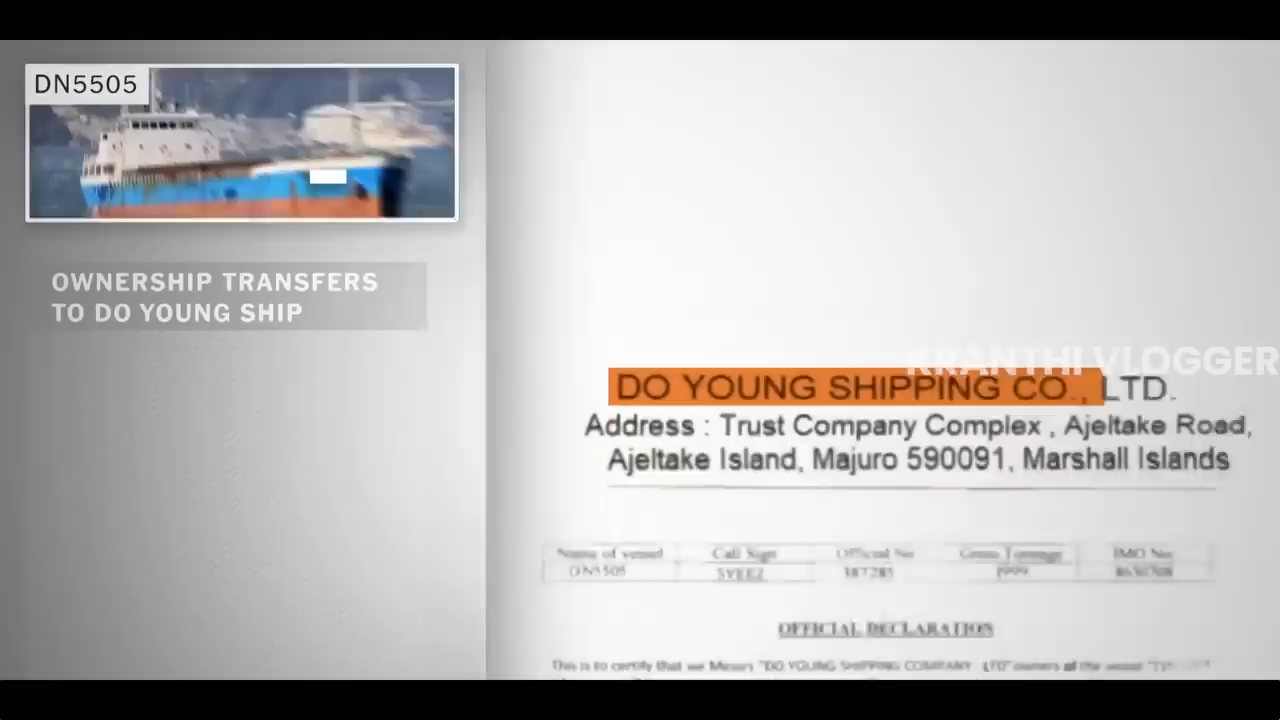 DN5505
OWNERSHIP TRANSFERS
TO DO YOUNG SHIP
KRANTHI VLOGGER
DO YOUNG SHIPPING CO., LTD.
Address : Trust Company Complex , Ajeltake Road,
Ajeltake Island, Majuro 590091, Marshall Islands
Name of vessel Call Sign Official No Gross Tonnage IMO No.
DN5505
OFFICIAL DECLARATION
This is to certify that we Messrs "DO YOUNG SHIPPING COMPANY LTD" owners of the vessel